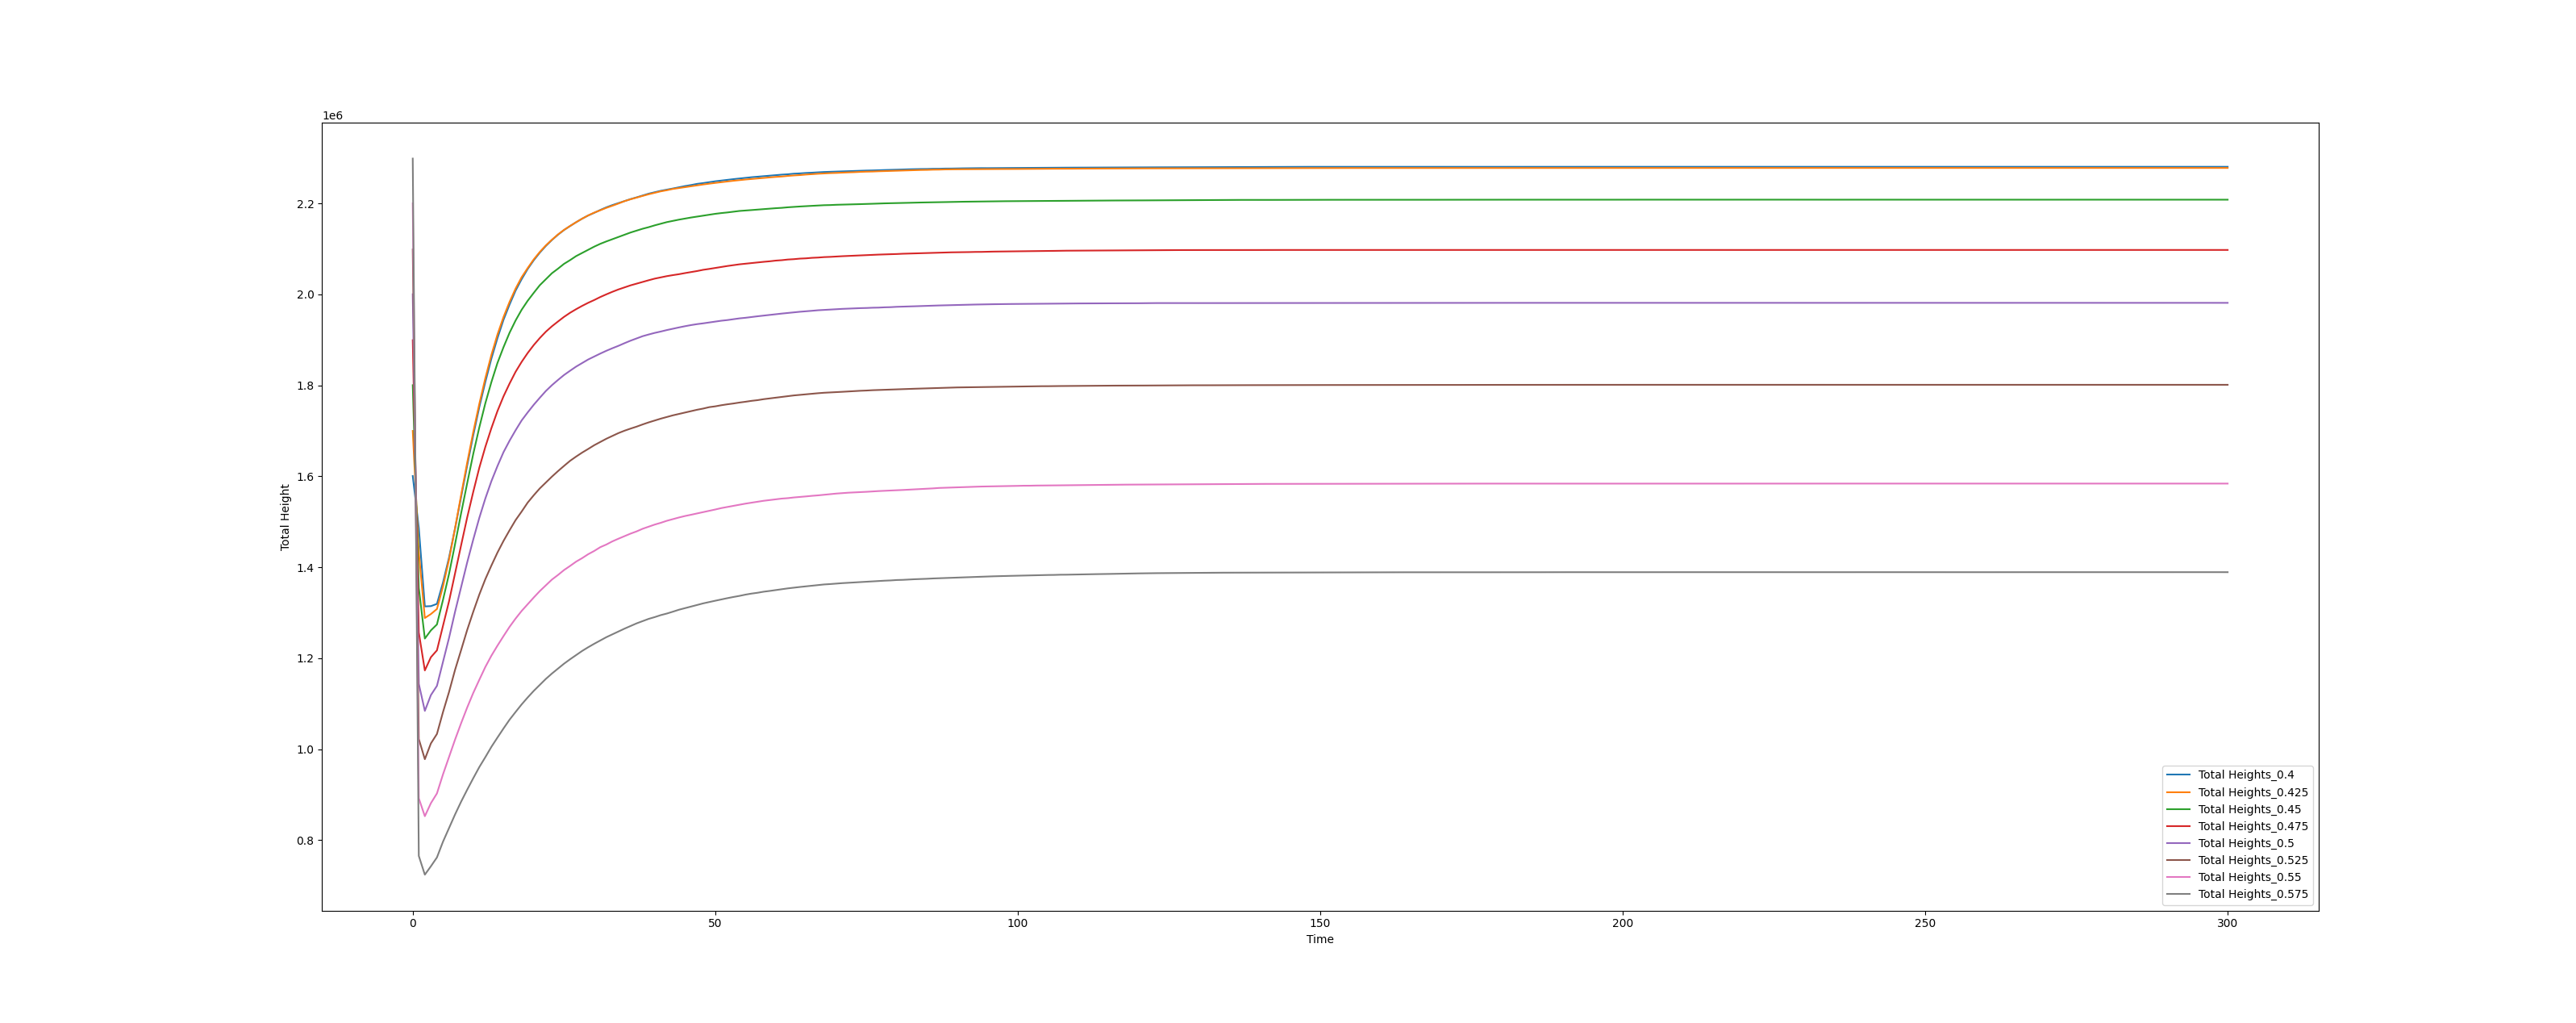 1e6
2.2
2.0
1.8
1.6
1.4
1.2
1.0
0.8
Total Height
0 50 100 150 200 250 300
Time
Total Heights_0.4
Total Heights_0.425
Total Heights_0.45
Total Heights_0.475
Total Heights_0.5
Total Heights_0.525
Total Heights_0.55
Total Heights_0.575